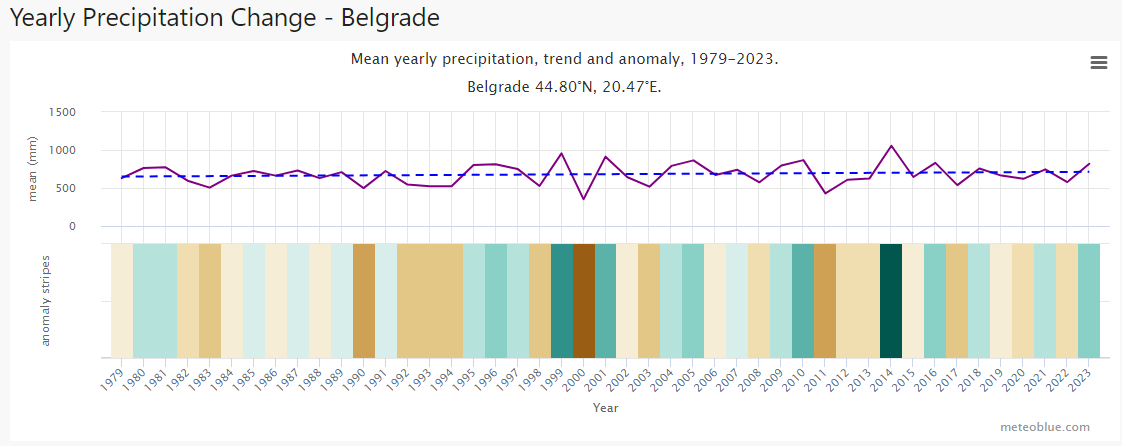 Yearly Precipitation Change - Belgrade
Mean yearly precipitation, trend and anomaly, 1979–2023.
Belgrade 44.80°N, 20.47°E.
mean (mm)
1500
1000
500
0
anomaly stripes
1979 1980 1981 1982 1983 1984 1985 1986 1987 1988 1989 1990 1991 1992 1993 1994 1995 1996 1997 1998 1999 2000 2001 2002 2003 2004 2005 2006 2007 2008 2009 2010 2011 2012 2013 2014 2015 2016 2017 2018 2019 2020 2021 2022 2023
Year
meteoblue.com